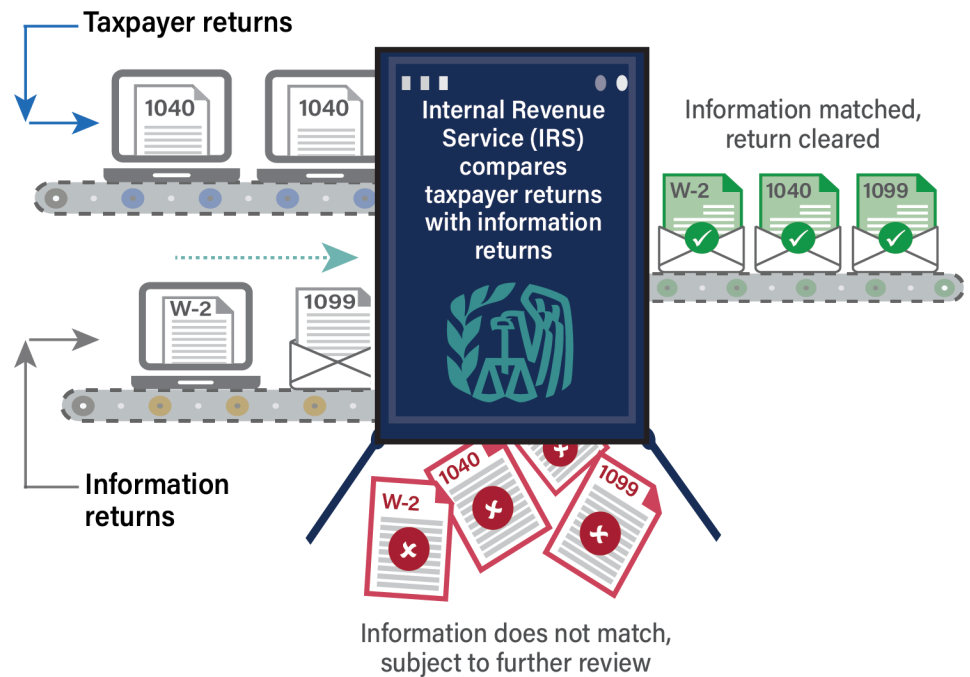 Taxpayer returns
1040
1040
Internal Revenue
Service (IRS)
compares
taxpayer returns
with information
returns
Information matched,
return cleared
W-2
1040
1099
W-2
1099
Information
returns
W-2
1040
1099
Information does not match,
subject to further review